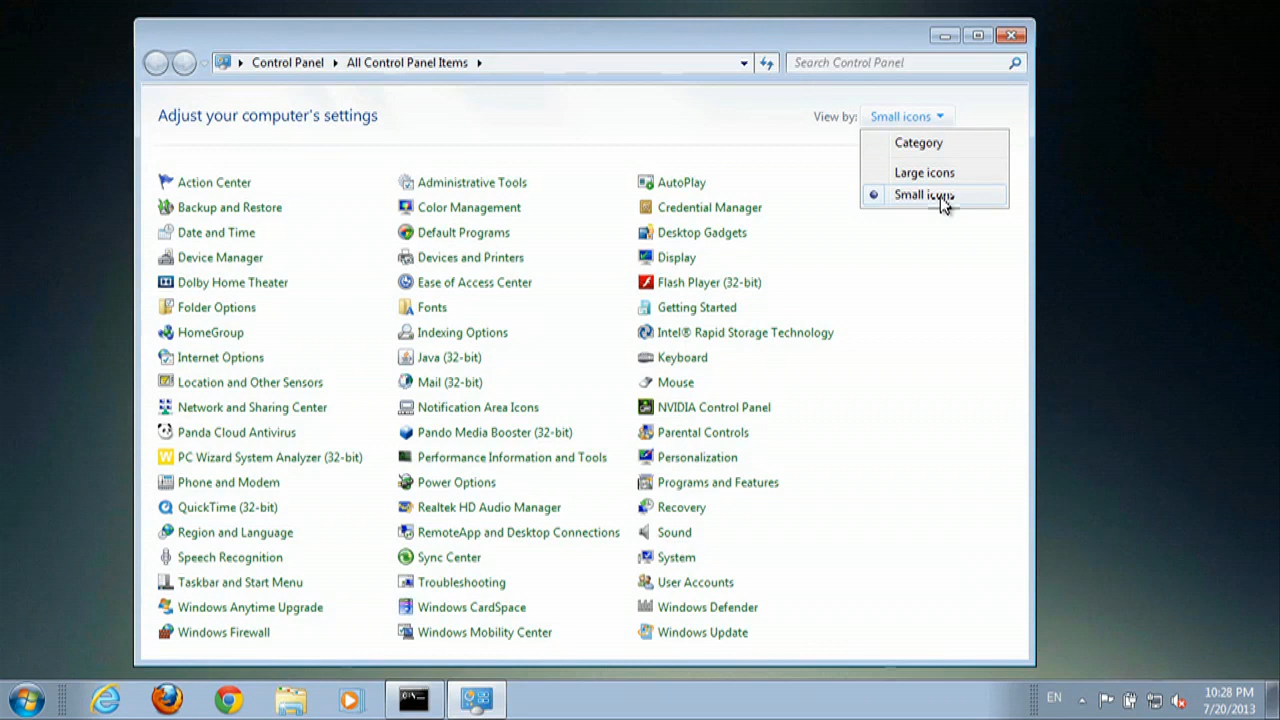 Control Panel
All Control Panel Items
Search Control Panel
Adjust your computer's settings
View by: Small icons
Category
Large icons
Small icons
Action Center
Administrative Tools
AutoPlay
Backup and Restore
Color Management
Credential Manager
Date and Time
Default Programs
Desktop Gadgets
Device Manager
Devices and Printers
Display
Dolby Home Theater
Ease of Access Center
Flash Player (32-bit)
Folder Options
Fonts
Getting Started
HomeGroup
Indexing Options
Intel® Rapid Storage Technology
Internet Options
Java (32-bit)
Keyboard
Location and Other Sensors
Mail (32-bit)
Mouse
Network and Sharing Center
Notification Area Icons
NVIDIA Control Panel
Panda Cloud Antivirus
Pando Media Booster (32-bit)
Parental Controls
PC Wizard System Analyzer (32-bit)
Performance Information and Tools
Personalization
Phone and Modem
Power Options
Programs and Features
QuickTime (32-bit)
Realtek HD Audio Manager
Recovery
Region and Language
RemoteApp and Desktop Connections
Sound
Speech Recognition
Sync Center
System
Taskbar and Start Menu
Troubleshooting
User Accounts
Windows Anytime Upgrade
Windows CardSpace
Windows Defender
Windows Firewall
Windows Mobility Center
Windows Update
EN
10:28 PM
7/20/2013